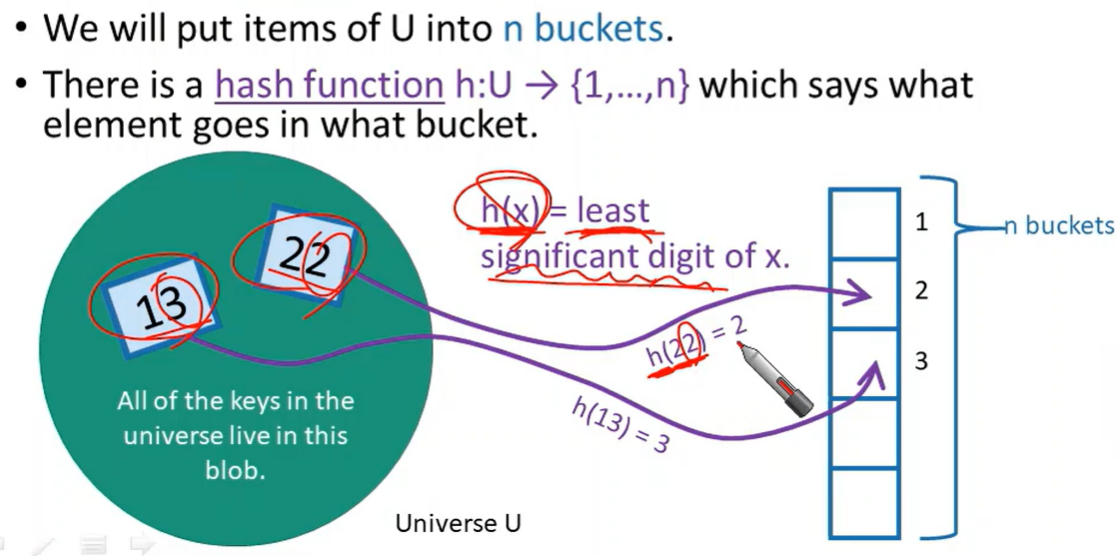 • We will put items of U into n buckets.
• There is a hash function h:U → {1,…,n} which says what
element goes in what bucket.
h(x) = least
significant digit of x.
22
13
All of the keys in the
universe live in this
blob.
h(22) = 2
h(13) = 3
Universe U
1
2
3
n buckets